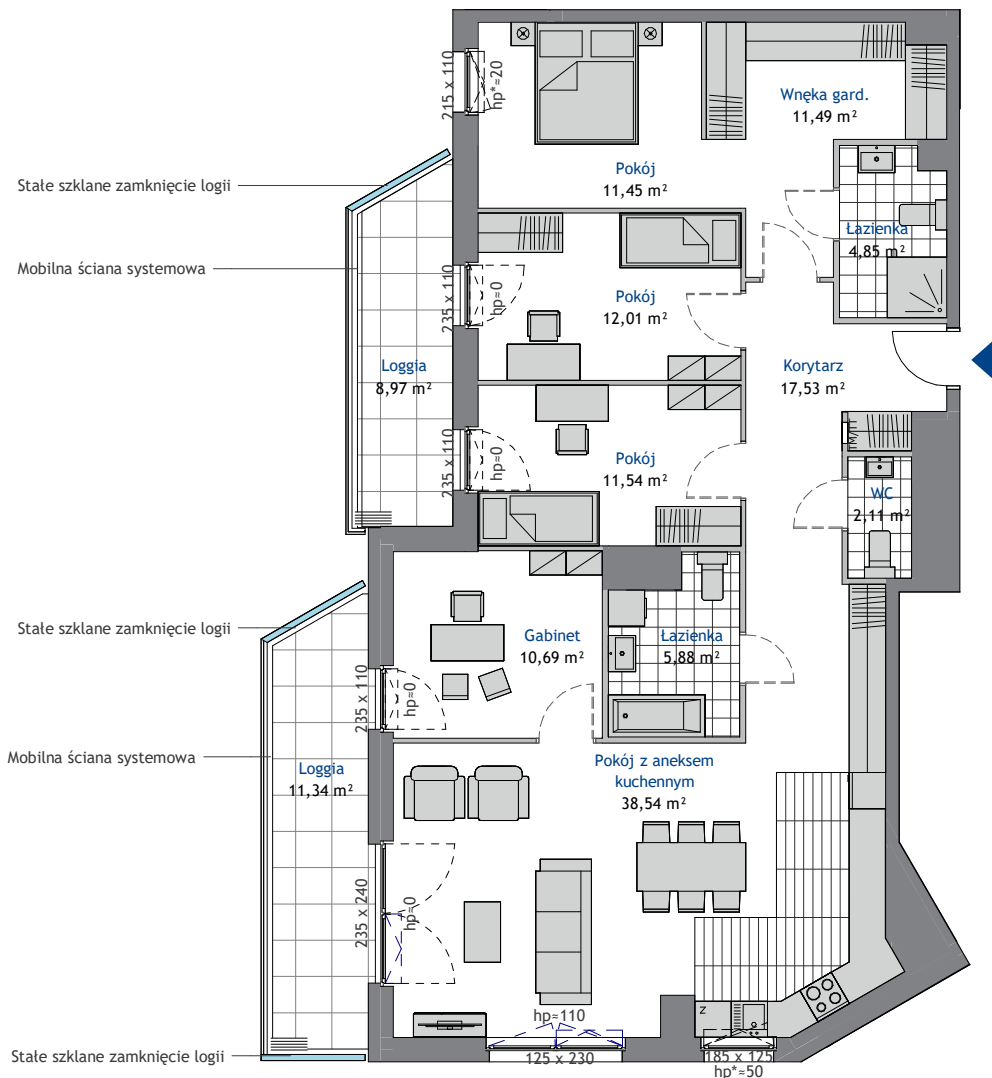 215 x 110
hp*≈20
Wnęka gard.
11,49 m²
Pokój
11,45 m²
Stałe szklane zamknięcie logii
Łazienka
4,85 m²
Mobilna ściana systemowa
235 x 110
hp≈0
Pokój
12,01 m²
Loggia
8,97 m²
Korytarz
17,53 m²
235 x 110
hp≈0
Pokój
11,54 m²
TM/TT
WC
2,11 m²
Stałe szklane zamknięcie logii
Gabinet
10,69 m²
Łazienka
5,88 m²
235 x 110
hp≈0
Mobilna ściana systemowa
Loggia
11,34 m²
Pokój z aneksem
kuchennym
38,54 m²
235 x 240
hp≈0
hp≈110
Z
125 x 230
185 x 125
hp*≈50
Stałe szklane zamknięcie logii